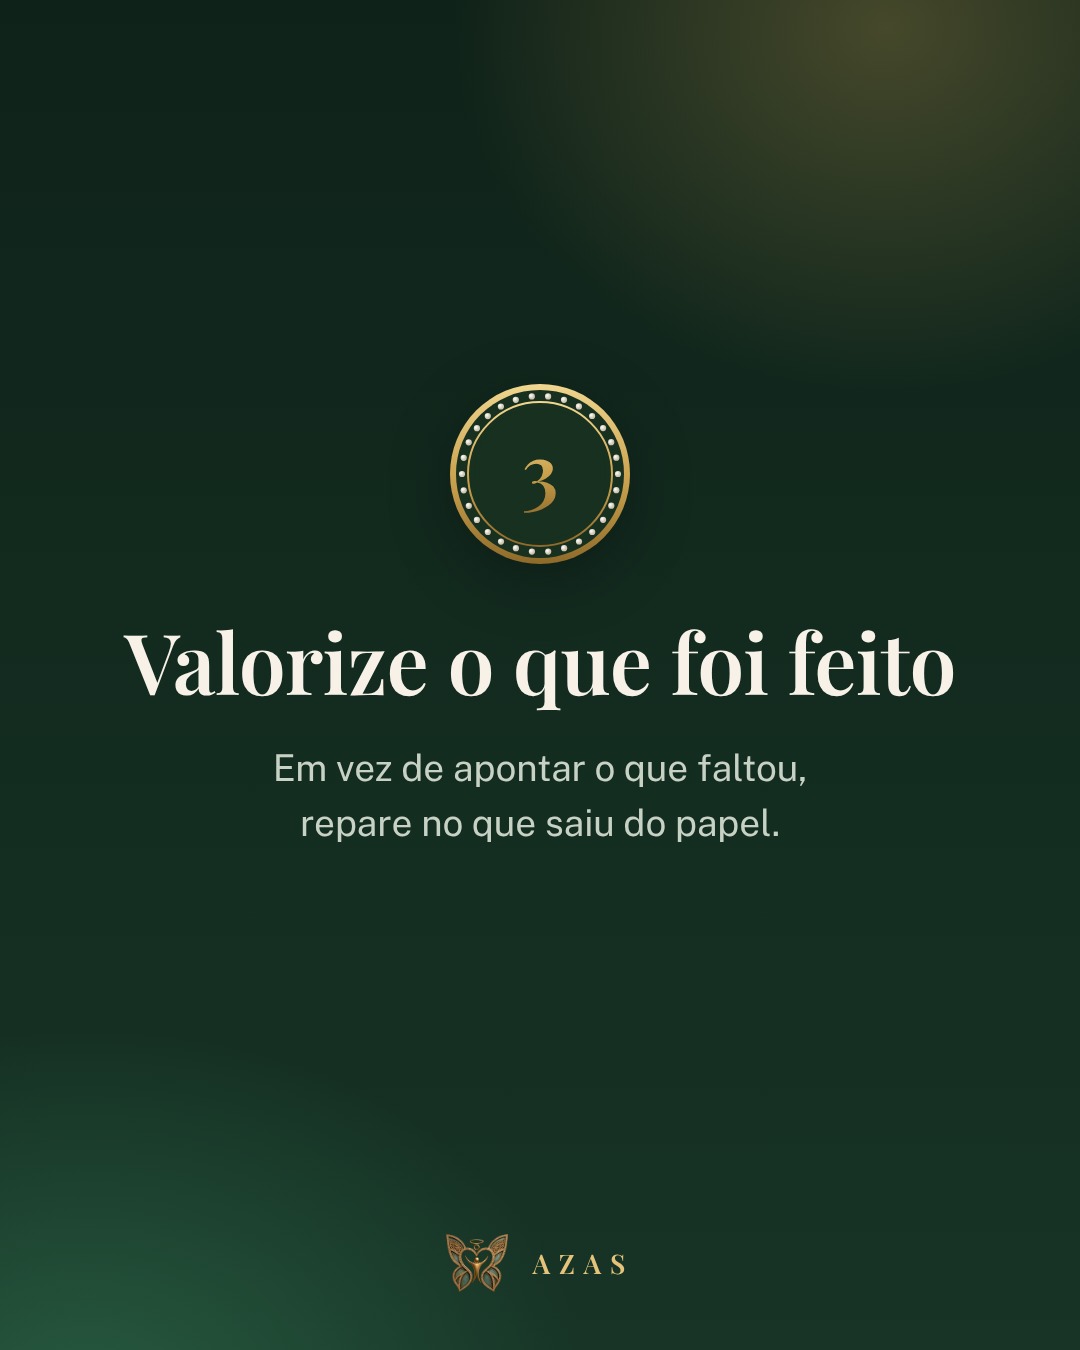 3
Valorize o que foi feito
Em vez de apontar o que faltou,
repare no que saiu do papel.
AZAS